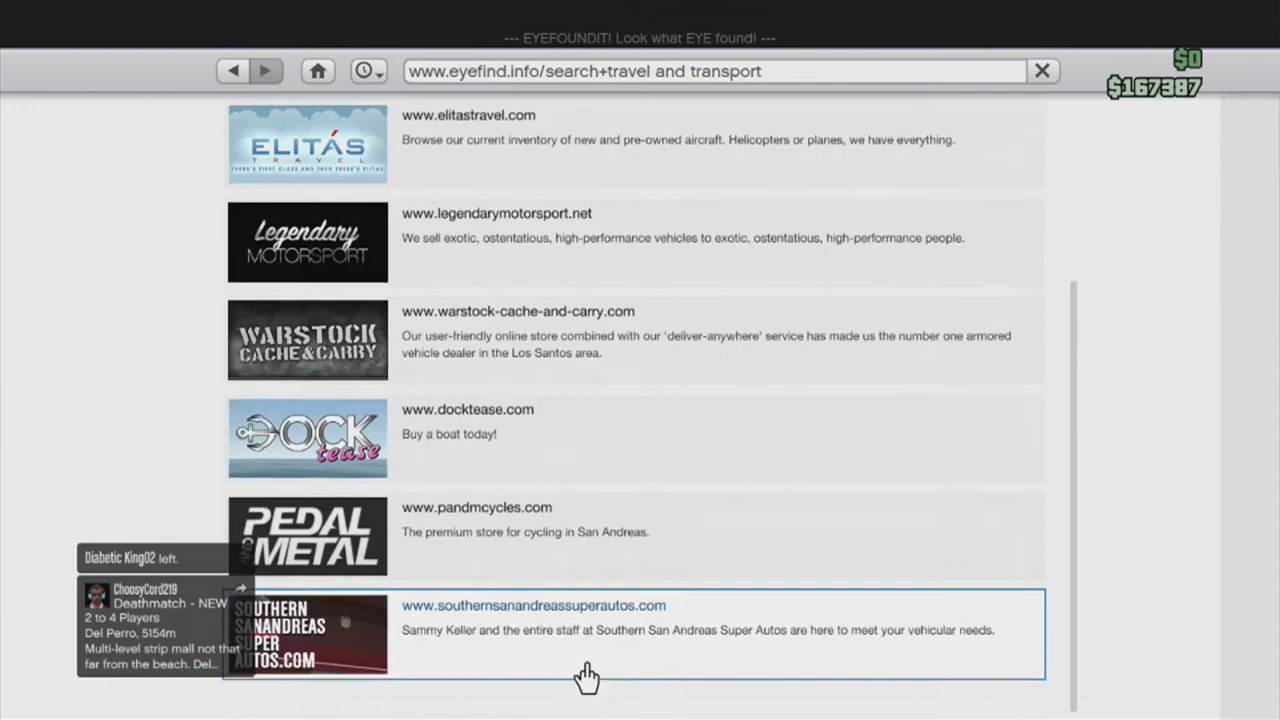 --- EYEFOUNDIT! Look what EYE found! ---
www.eyefind.info/search+travel and transport
$0
$167387
ELITÁS
TRAVEL
THERE'S FIRST CLASS AND THEN THERE'S ELITAS.
www.elitastravel.com
Browse our current inventory of new and pre-owned aircraft. Helicopters or planes, we have everything.
Legendary
MOTORSPORT
www.legendarymotorsport.net
We sell exotic, ostentatious, high-performance vehicles to exotic, ostentatious, high-performance people.
WARSTOCK
CACHE&CARRY
www.warstock-cache-and-carry.com
Our user-friendly online store combined with our 'deliver-anywhere' service has made us the number one armored
vehicle dealer in the Los Santos area.
DOCK
tease
www.docktease.com
Buy a boat today!
PEDAL
METAL
www.pandmcycles.com
The premium store for cycling in San Andreas.
SOUTHERN
SANANDREAS
SUPER
AUTOS.COM
www.southernsanandreassuperautos.com
Sammy Keller and the entire staff at Southern San Andreas Super Autos are here to meet your vehicular needs.
Diabetic King02 left.
ChoosyCord219
Deathmatch - NEW
2 to 4 Players
Del Perro, 5154m
Multi-level strip mall not that
far from the beach. Del...